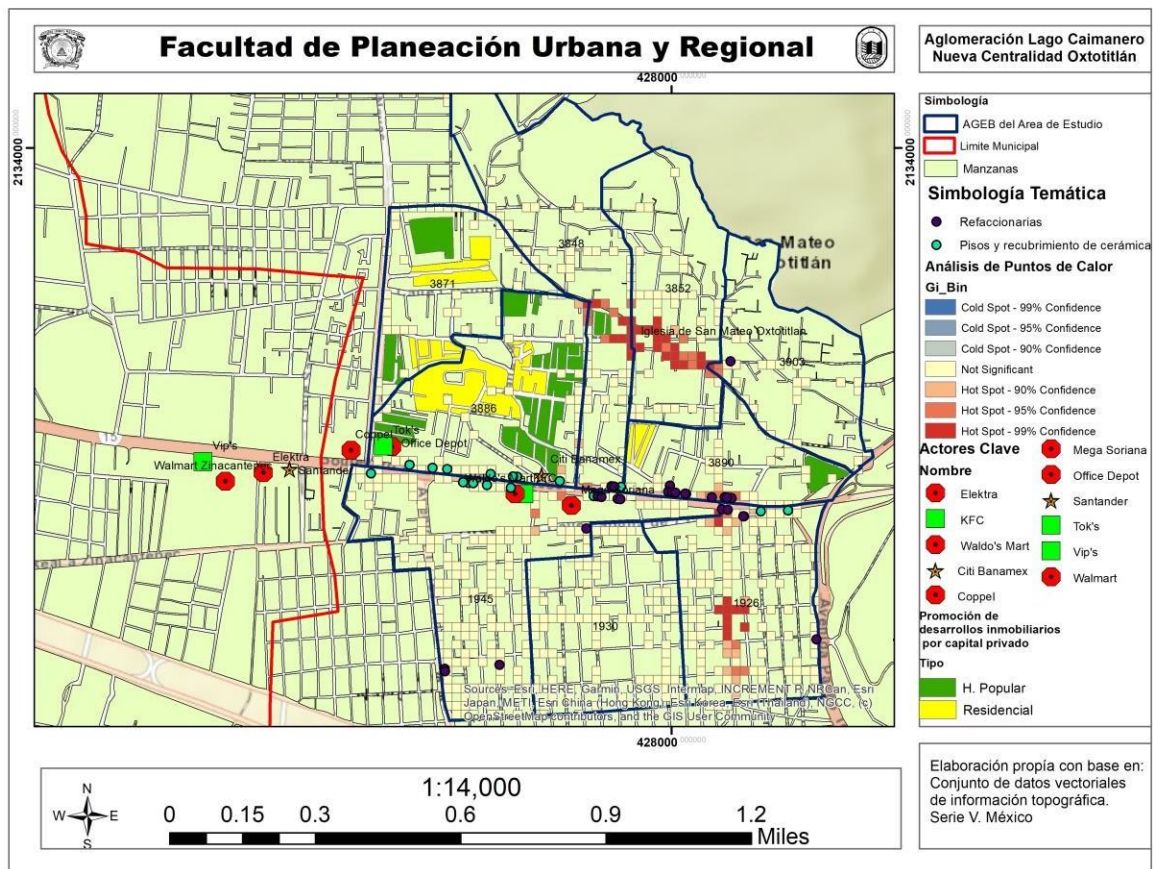 Facultad de Planeación Urbana y Regional
Aglomeración Lago Caimanero
Nueva Centralidad Oxtotitlán
428000
2134000
2134000
Simbología
AGEB del Area de Estudio
Limite Municipal
Manzanas
Simbología Temática
Refaccionarias
Pisos y recubrimiento de cerámica
Análisis de Puntos de Calor
Gi_Bin
Cold Spot - 99% Confidence
Cold Spot - 95% Confidence
Cold Spot - 90% Confidence
Not Significant
Hot Spot - 90% Confidence
Hot Spot - 95% Confidence
Hot Spot - 99% Confidence
Actores Clave
Nombre
Elektra
KFC
Waldo's Mart
Citi Banamex
Coppel
Mega Soriana
Office Depot
Santander
Tok's
Vip's
Walmart
Promoción de
desarrollos inmobiliarios
por capital privado
Tipo
H. Popular
Residencial
Mateo
3848
3871
3852
Iglesia de San Mateo Oxtotitlan
3903
3886
Tok's
Coppel
Office Depot
15
Vip's
Elektra
Santander
Citi Banamex
3890
Mega Soriana
1945
1930
1926
Sources: Esri, HERE, Garmin, USGS, Intermap, INCREMENT P, NRCan, Esri
Japan, METI, Esri China (Hong Kong), Esri Korea, Esri (Thailand), NGCC, (c)
OpenStreetMap contributors, and the GIS User Community
428000
N
W E
S
1:14,000
0 0.15 0.3 0.6 0.9 1.2
Miles
Elaboración propía con base en:
Conjunto de datos vectoriales
de información topográfica.
Serie V. México